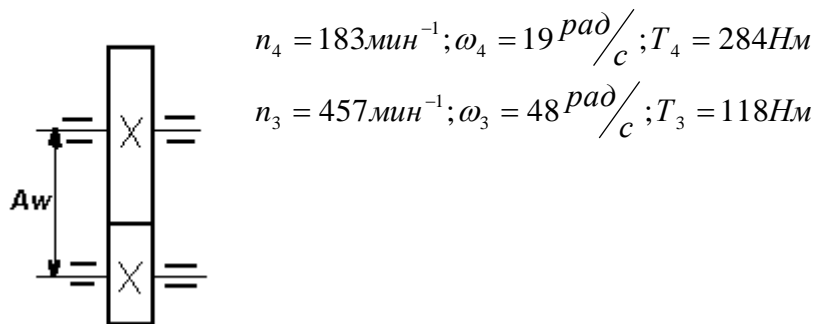 n₄ = 183мин⁻¹; ω₄ = 19 рад/с; T₄ = 284Нм
n₃ = 457мин⁻¹; ω₃ = 48 рад/с; T₃ = 118Нм
Aw